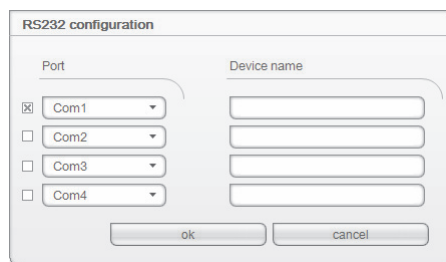 RS232 configuration
Port Device name
Com1
Com2
Com3
Com4
ok cancel